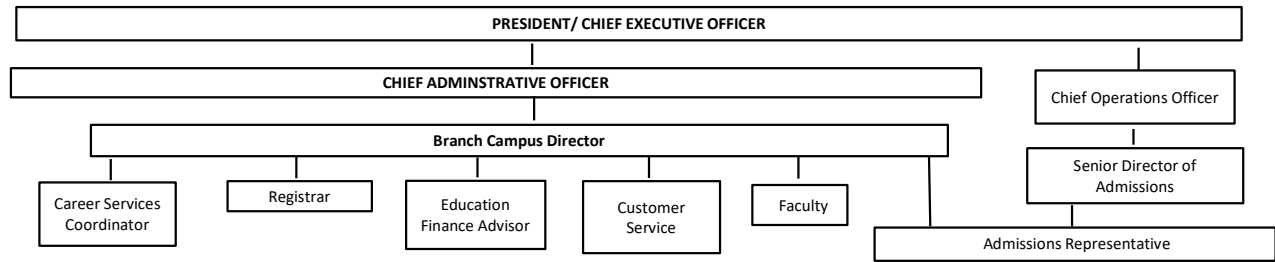 PRESIDENT/ CHIEF EXECUTIVE OFFICER
CHIEF ADMINSTRATIVE OFFICER
Chief Operations Officer
Branch Campus Director
Senior Director of
Admissions
Career Services
Coordinator
Registrar
Education
Finance Advisor
Customer
Service
Faculty
Admissions Representative